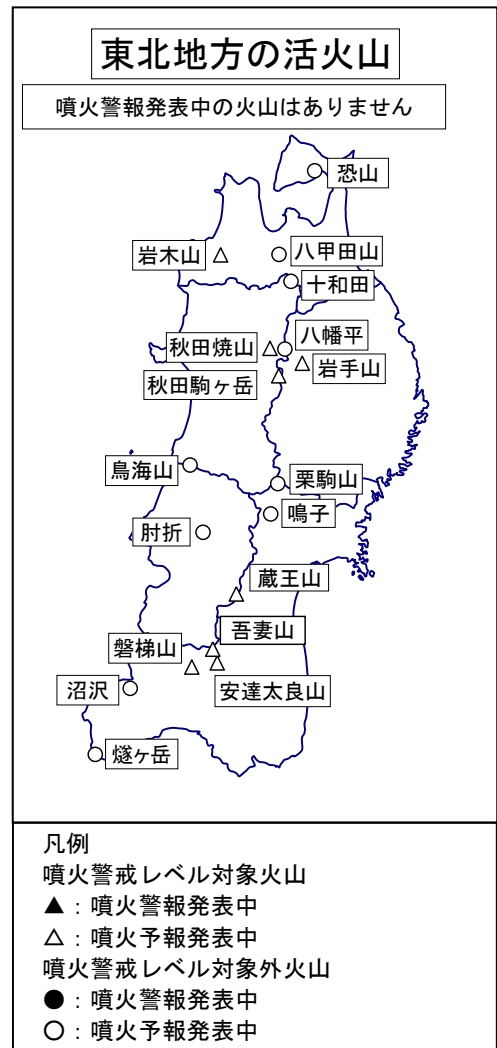 東北地方の活火山
噴火警報発表中の火山はありません
恐山
岩木山
八甲田山
十和田
八幡平
秋田焼山
岩手山
秋田駒ヶ岳
鳥海山
栗駒山
鳴子
肘折
蔵王山
吾妻山
磐梯山
沼沢
安達太良山
燧ヶ岳
凡例
噴火警戒レベル対象火山
▲：噴火警報発表中
△：噴火予報発表中
噴火警戒レベル対象外火山
●：噴火警報発表中
○：噴火予報発表中